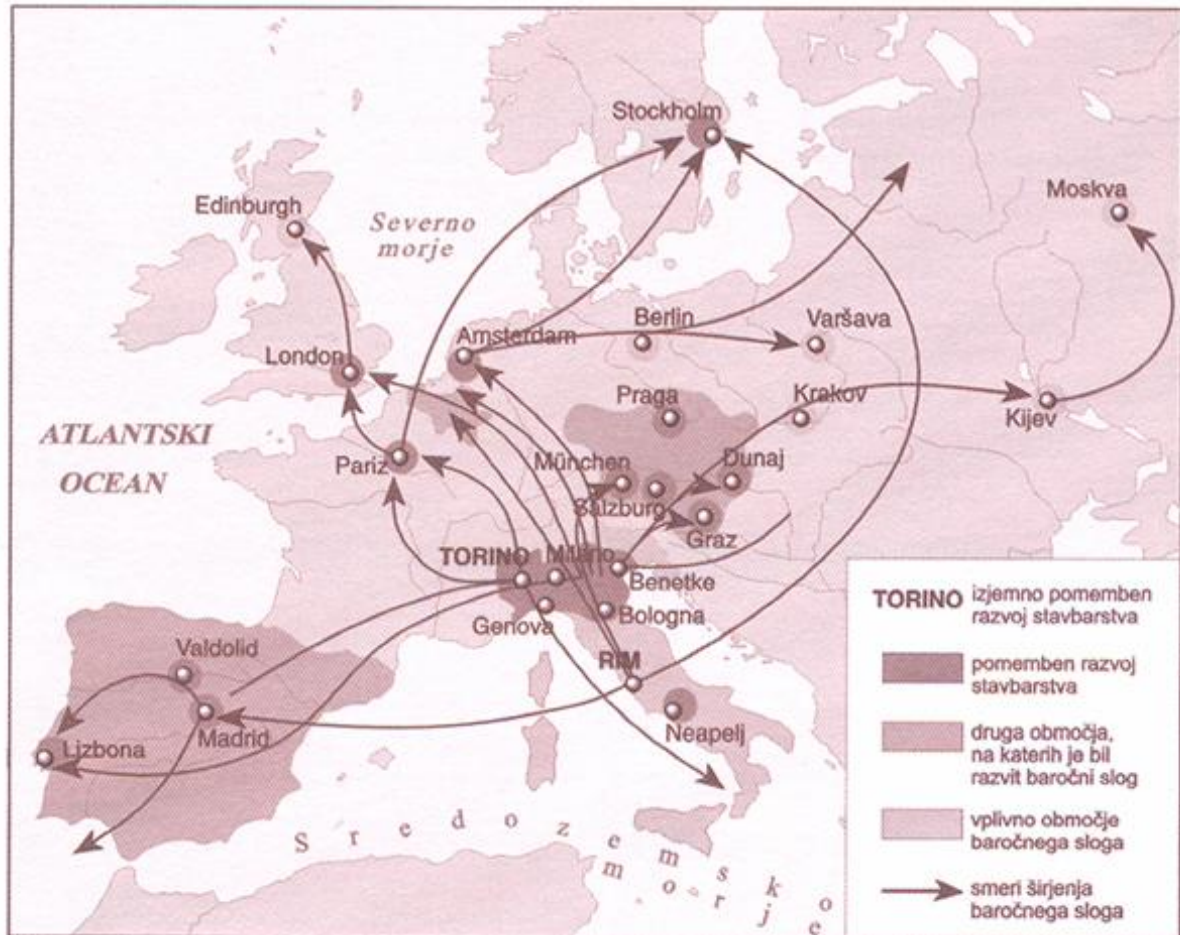 Stockholm
Moskva
Edinburgh
Severno
morje
Berlin
Varšava
Amsterdam
London
Praga
Krakov
Kijev
ATLANTSKI
OCEAN
Pariz
München
Dunaj
Salzburg
Graz
TORINO
Milano
Benetke
Genova
Bologna
RIM
Valdolid
Madrid
Lizbona
Neapelj
Sredozemsko
morje
TORINO izjemno pomemben
razvoj stavbarstva
pomemben razvoj
stavbarstva
druga območja,
na katerih je bil
razvit baročni slog
vplivno območje
baročnega sloga
smeri širjenja
baročnega sloga